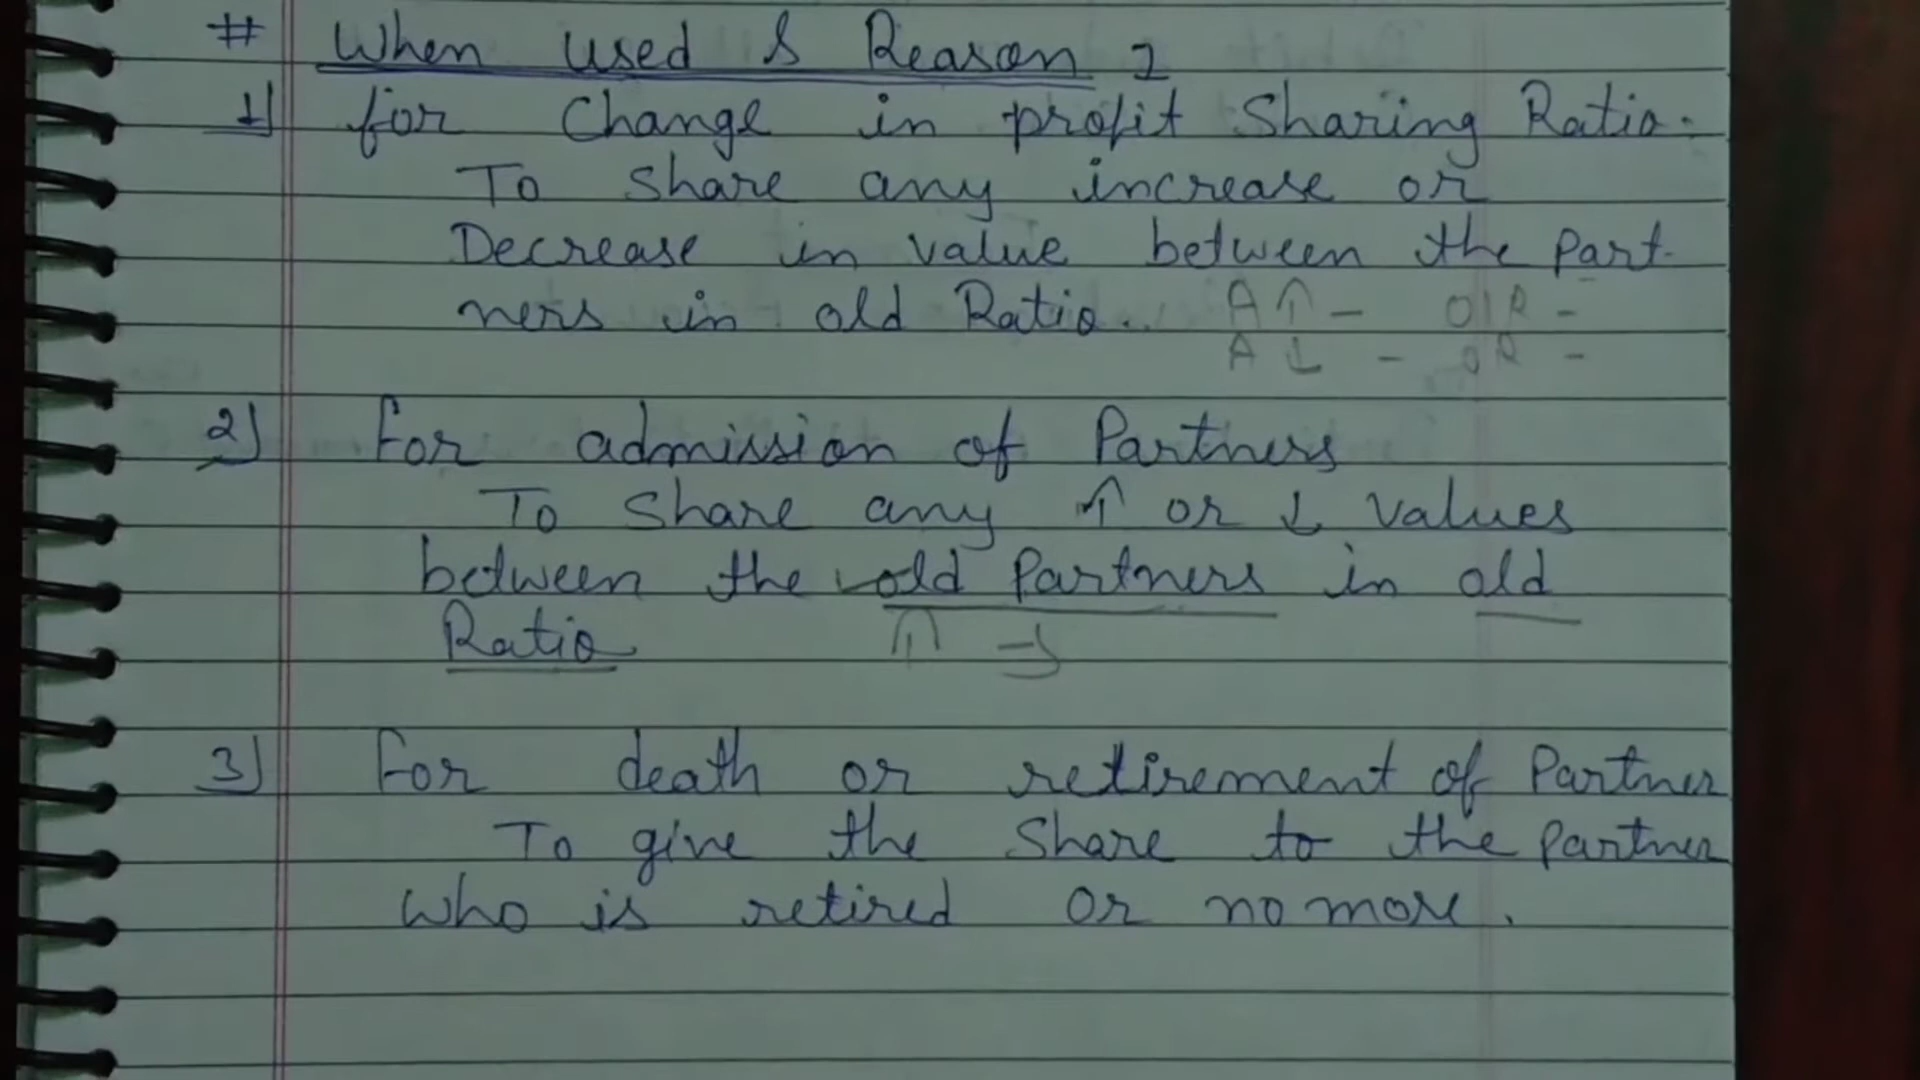 # When used & Reason
1) for Change in profit Sharing Ratio.
To share any increase or
Decrease in value between the Part-
ners in old Ratio. A↑ - OIR -
A ↓ - OR -
2) For admission of Partners
To share any ↑ or ↓ values
between the old Partners in old
Ratio ↑
3) For death or retirement of Partner
To give the share to the partner
who is retired or no more.